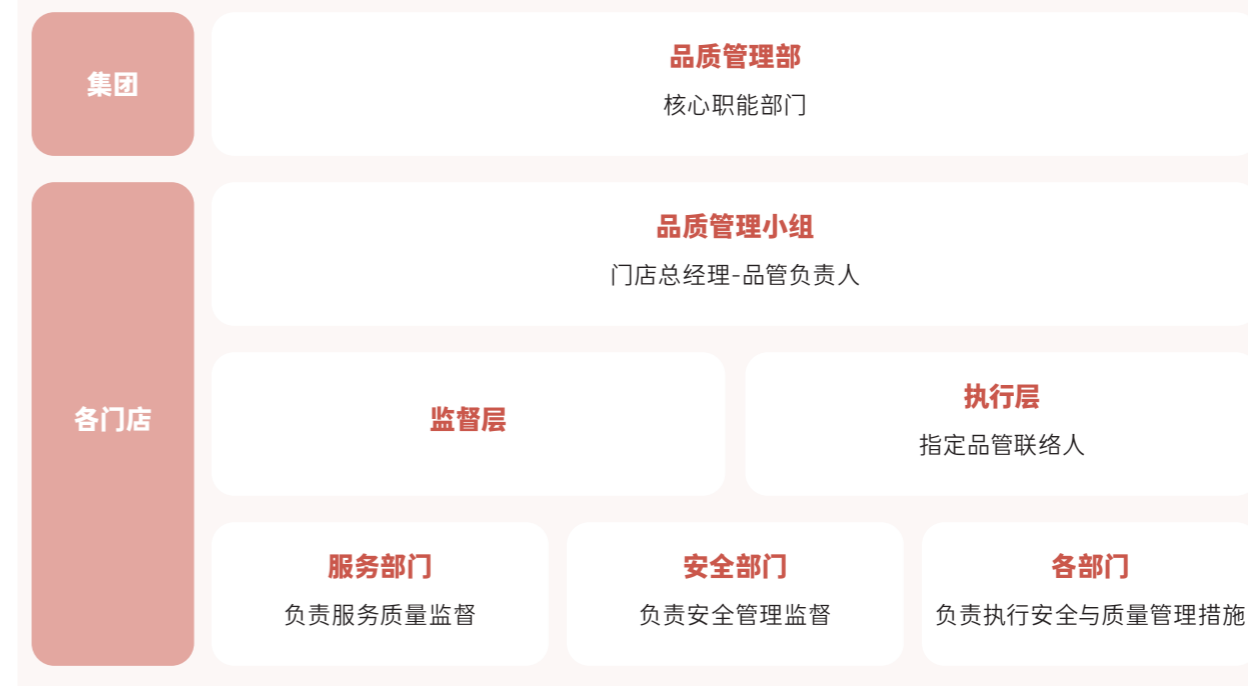 集团
品质管理部
核心职能部门
各门店
品质管理小组
门店总经理-品管负责人
监督层
执行层
指定品管联络人
服务部门
负责服务质量监督
安全部门
负责安全管理监督
各部门
负责执行安全与质量管理措施